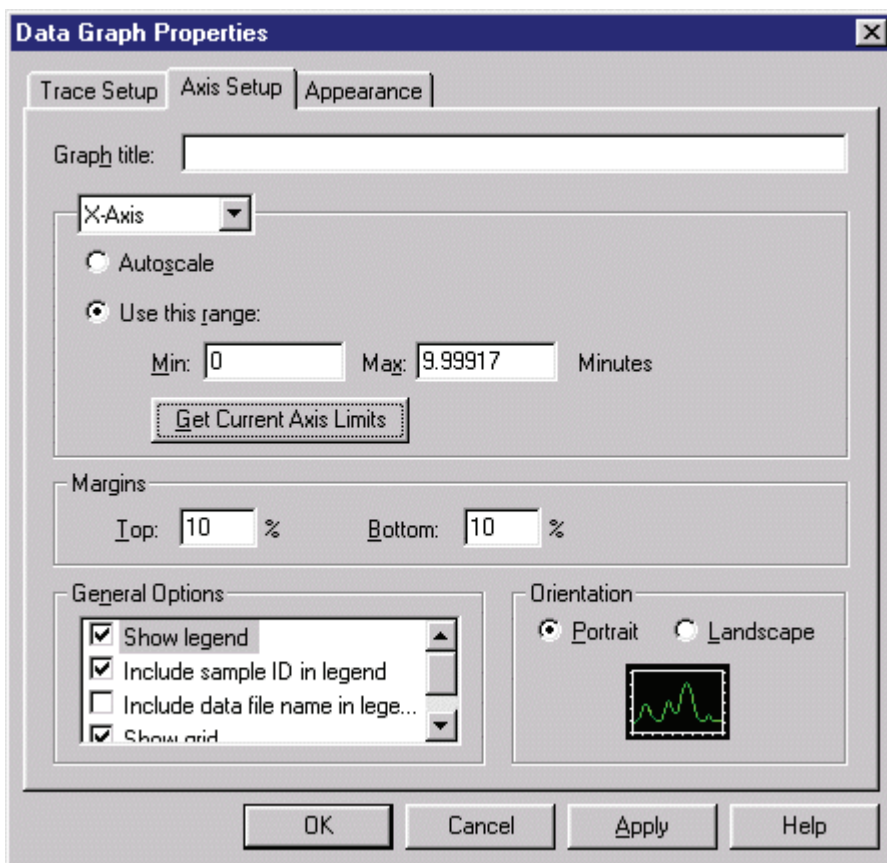 Data Graph Properties
Trace Setup Axis Setup Appearance
Graph title:
X-Axis
Autoscale
Use this range:
Min: 0 Max: 9.99917 Minutes
Get Current Axis Limits
Margins
Top: 10 % Bottom: 10 %
General Options
Show legend
Include sample ID in legend
Include data file name in lege...
Show grid
Orientation
Portrait Landscape
OK Cancel Apply Help